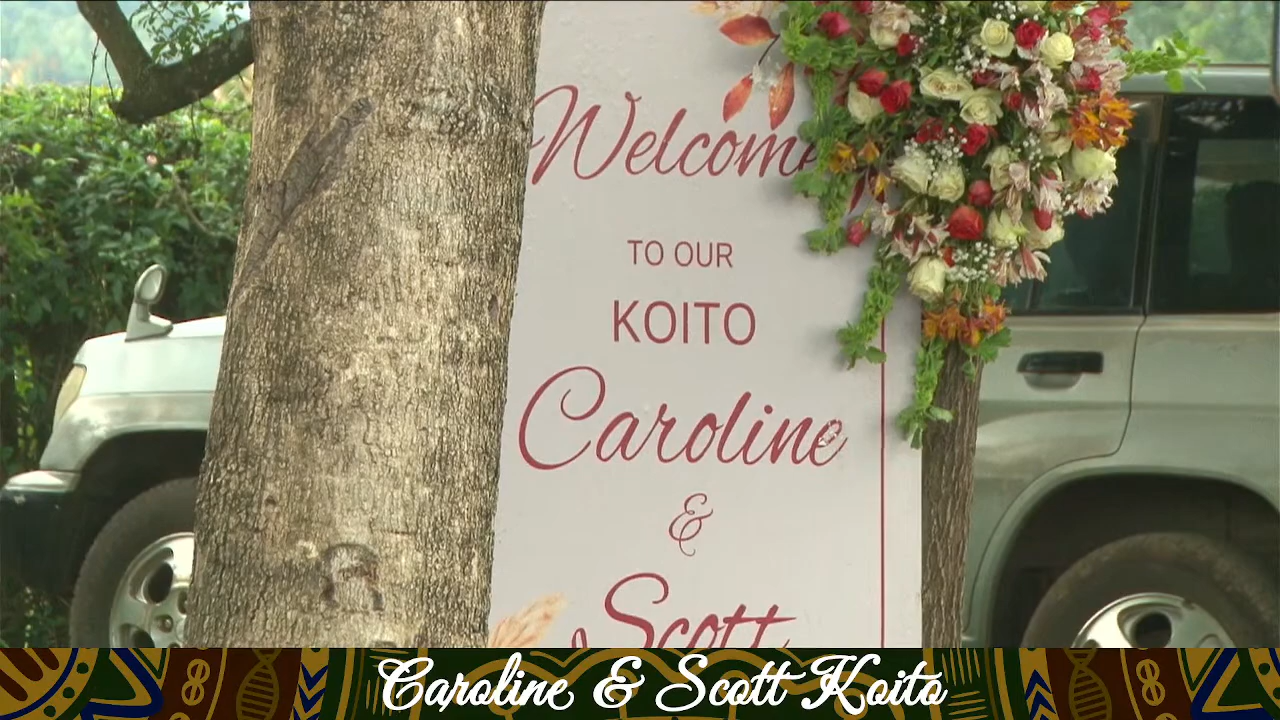 Welcome
TO OUR
KOITO
Caroline
&
Scott
Caroline & Scott Koito